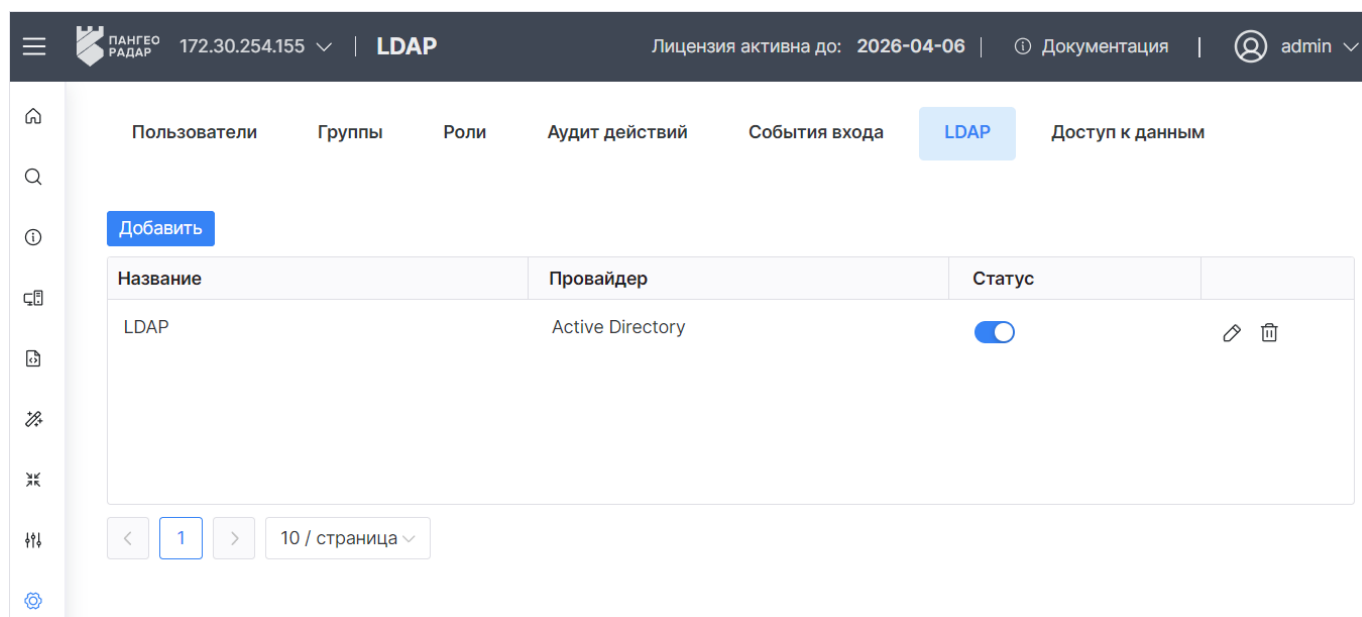 ПАНГЕО РАДАР 172.30.254.155 | LDAP Лицензия активна до: 2026-04-06 | Документация | admin
Пользователи Группы Роли Аудит действий События входа LDAP Доступ к данным
Добавить
Название Провайдер Статус
LDAP Active Directory
1 10 / страница